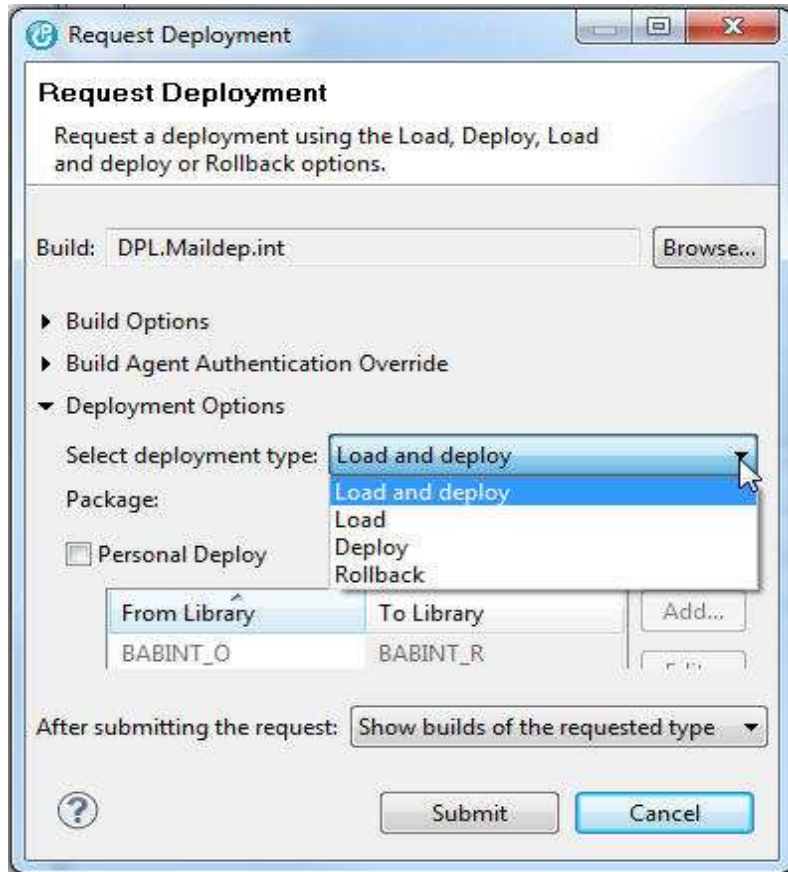 Request Deployment
Request Deployment
Request a deployment using the Load, Deploy, Load
and deploy or Rollback options.
Build: DPL.Maildep.int Browse...
Build Options
Build Agent Authentication Override
Deployment Options
Select deployment type: Load and deploy
Package: Load and deploy
Load
Personal Deploy Deploy
Rollback
From Library To Library Add...
BABINT_O BABINT_R
After submitting the request: Show builds of the requested type
? Submit Cancel